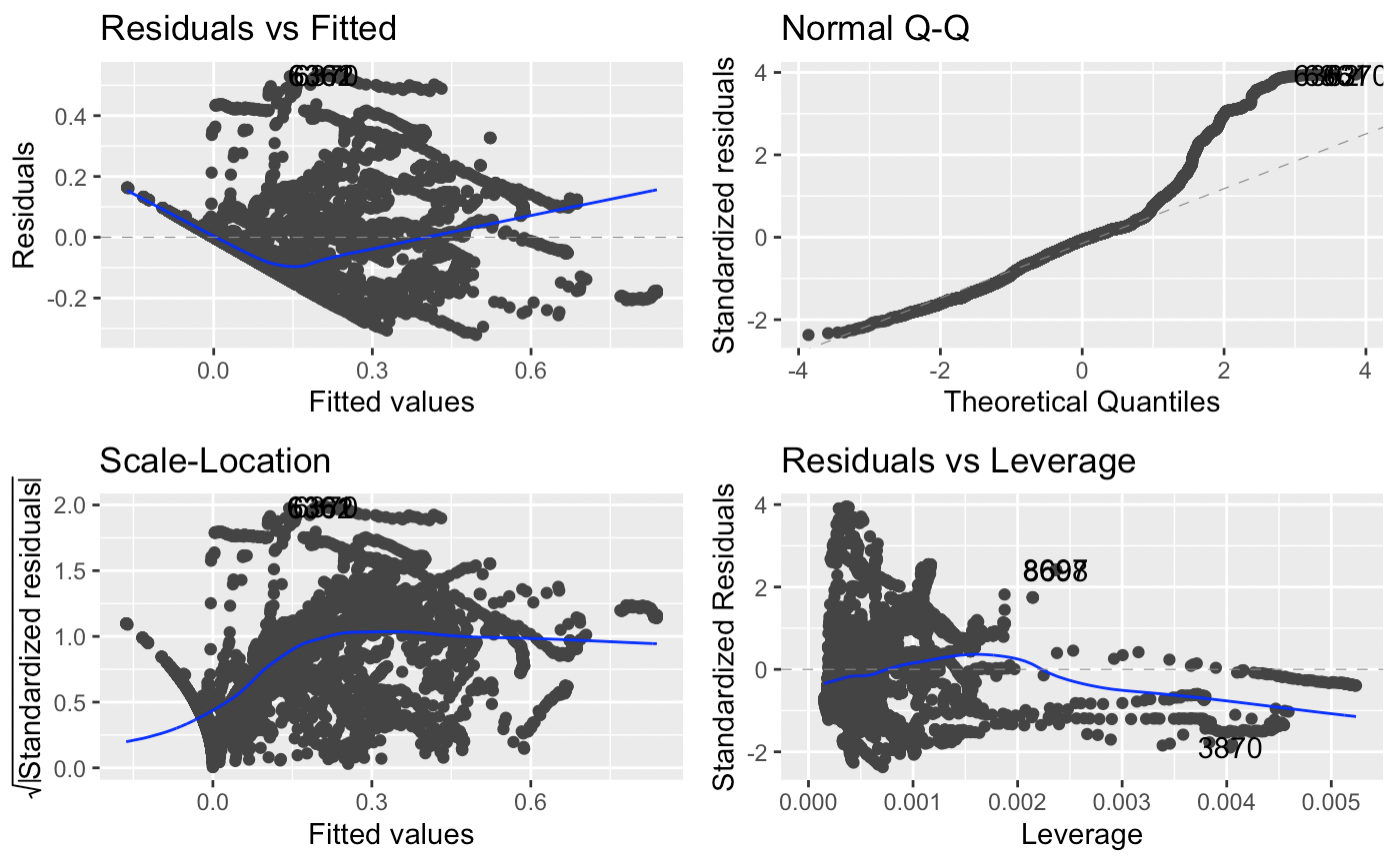 Residuals vs Fitted
Residuals
0.4
0.2
0.0
-0.2
0.0 0.3 0.6
Fitted values
Normal Q-Q
Standardized residuals
4
2
0
-2
-4 -2 0 2 4
Theoretical Quantiles
Scale-Location
√|Standardized residuals|
2.0
1.5
1.0
0.5
0.0
0.0 0.3 0.6
Fitted values
Residuals vs Leverage
Standardized Residuals
4
2
0
-2
3870
0.000 0.001 0.002 0.003 0.004 0.005
Leverage